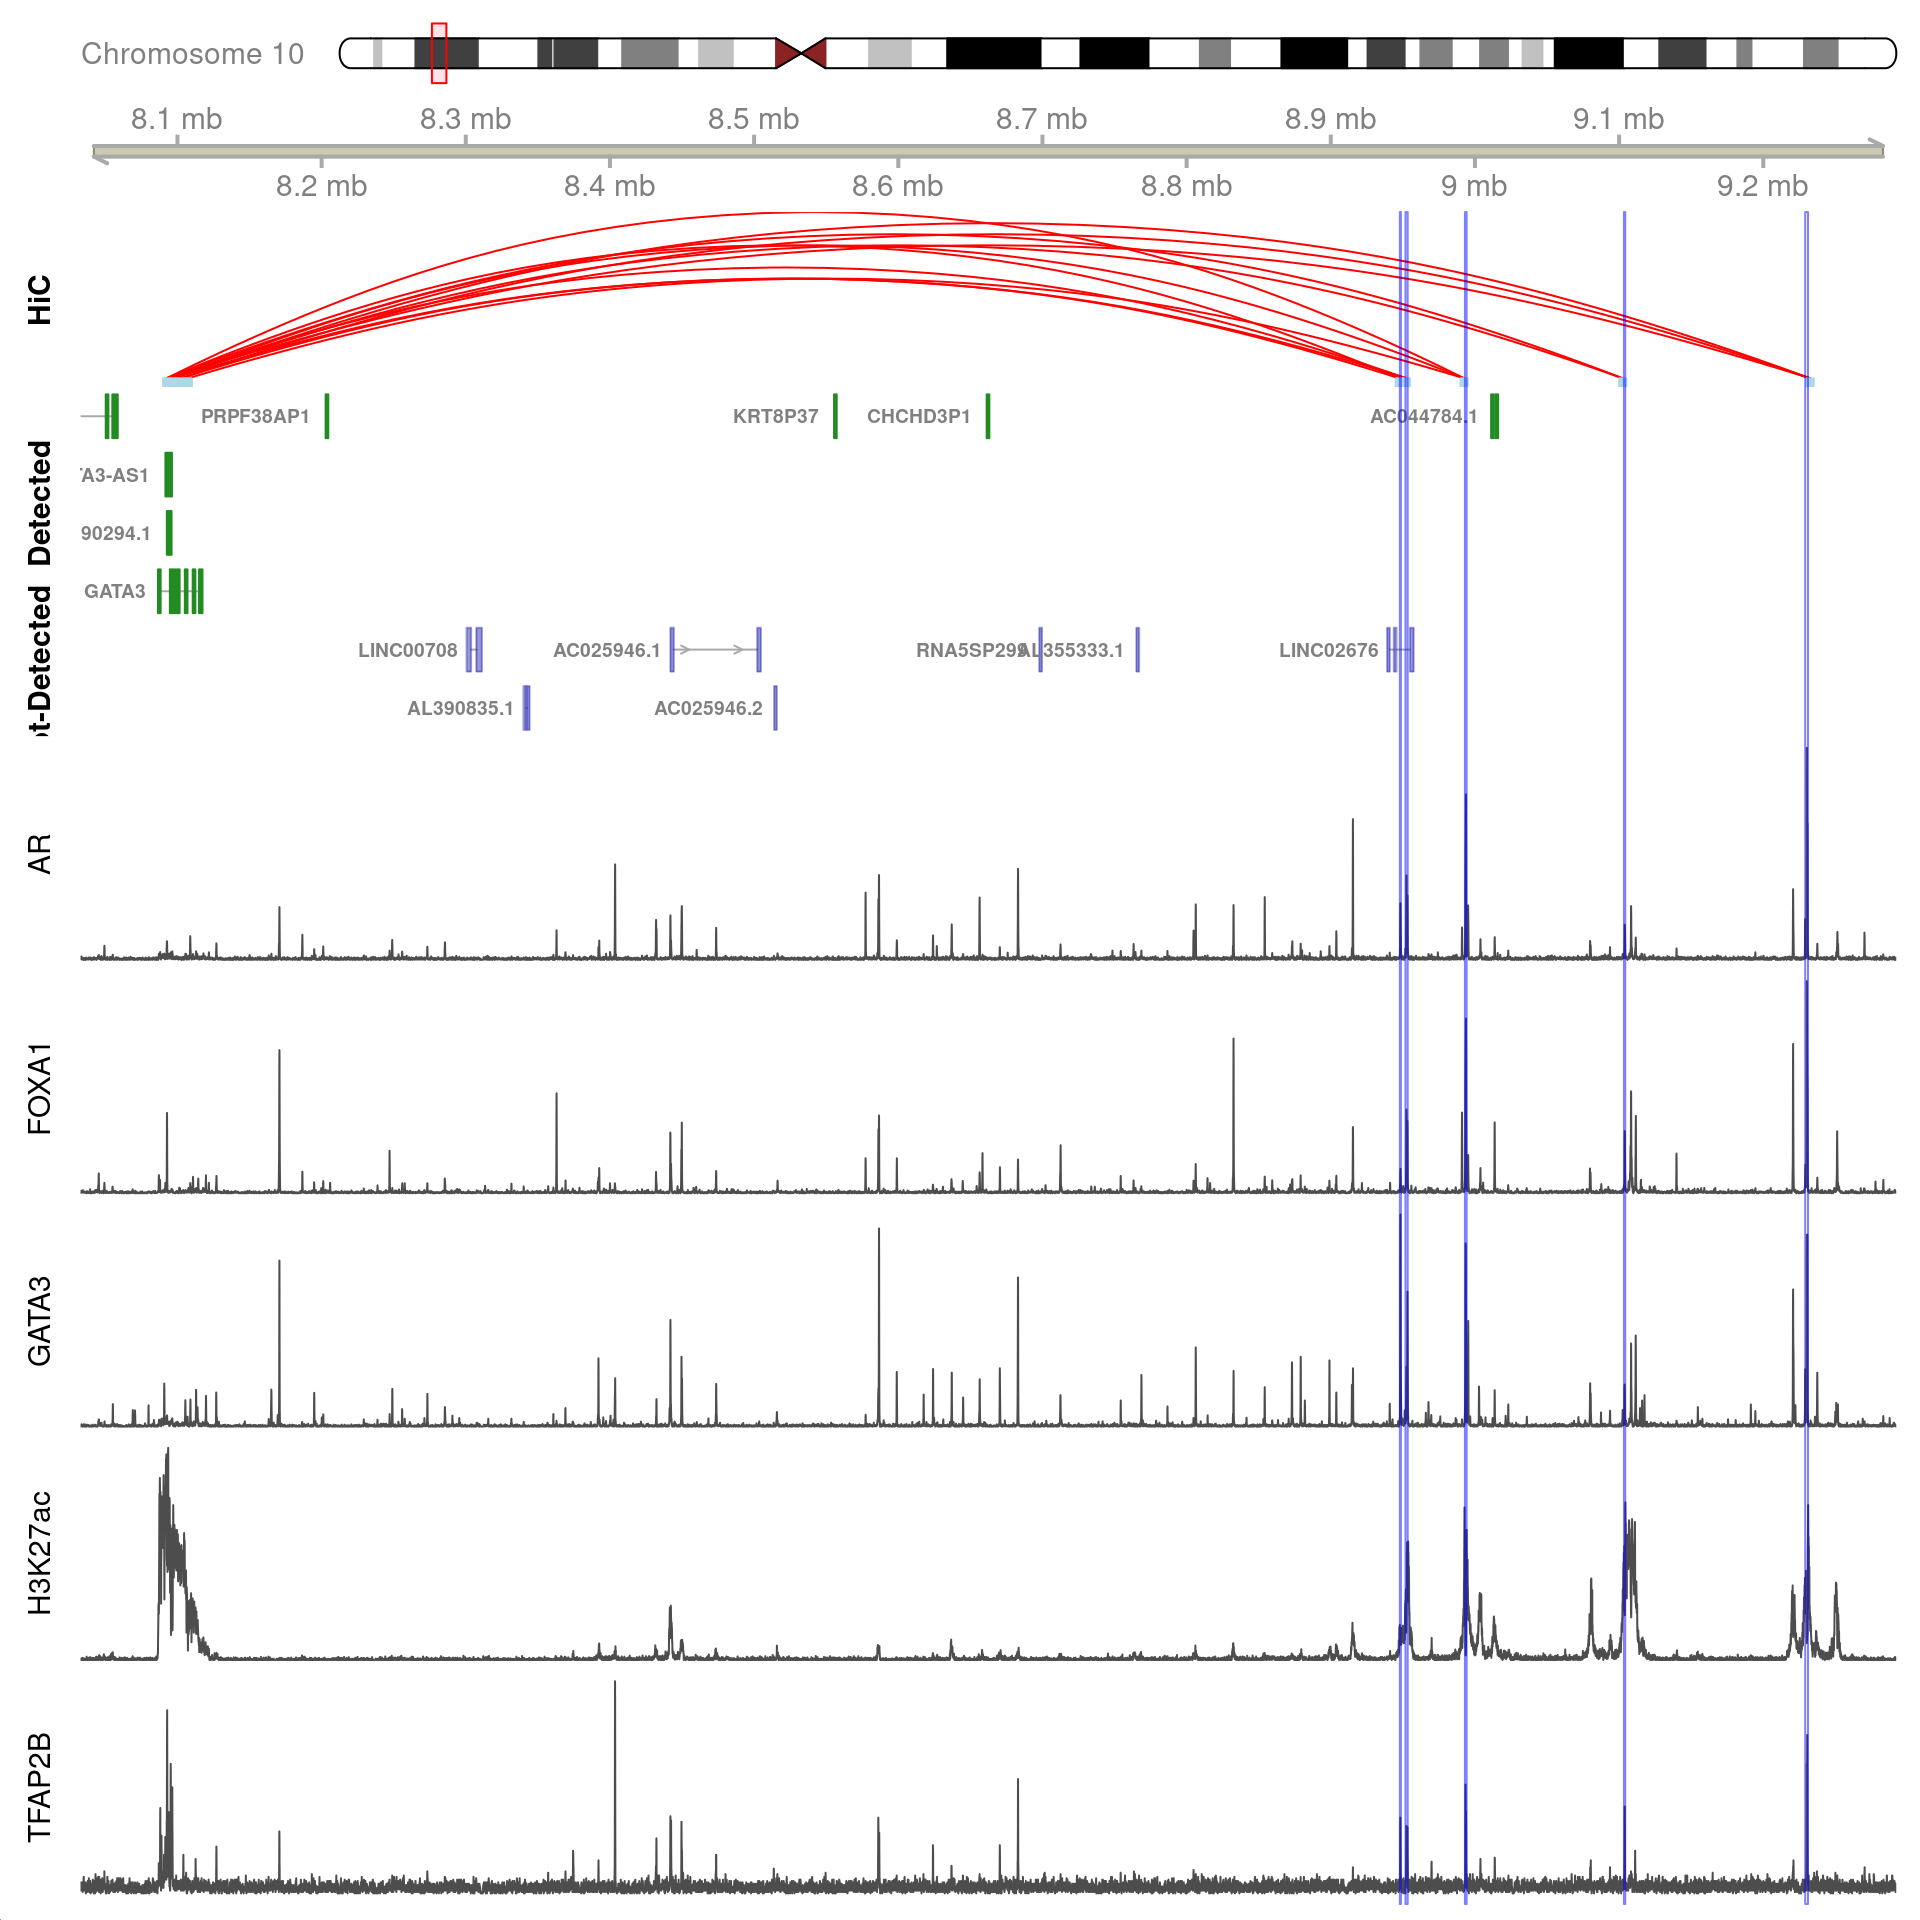 Chromosome 10
8.1 mb 8.3 mb 8.5 mb 8.7 mb 8.9 mb 9.1 mb
8.2 mb 8.4 mb 8.6 mb 8.8 mb 9 mb 9.2 mb
HiC
PRPF38AP1 KRT8P37 CHCHD3P1 AC044784.1
Detected
A3-AS1
90294.1
GATA3
t-Detected
LINC00708 AC025946.1 RNA5SP299 AL355333.1 LINC02676
AL390835.1 AC025946.2
AR
FOXA1
GATA3
H3K27ac
TFAP2B